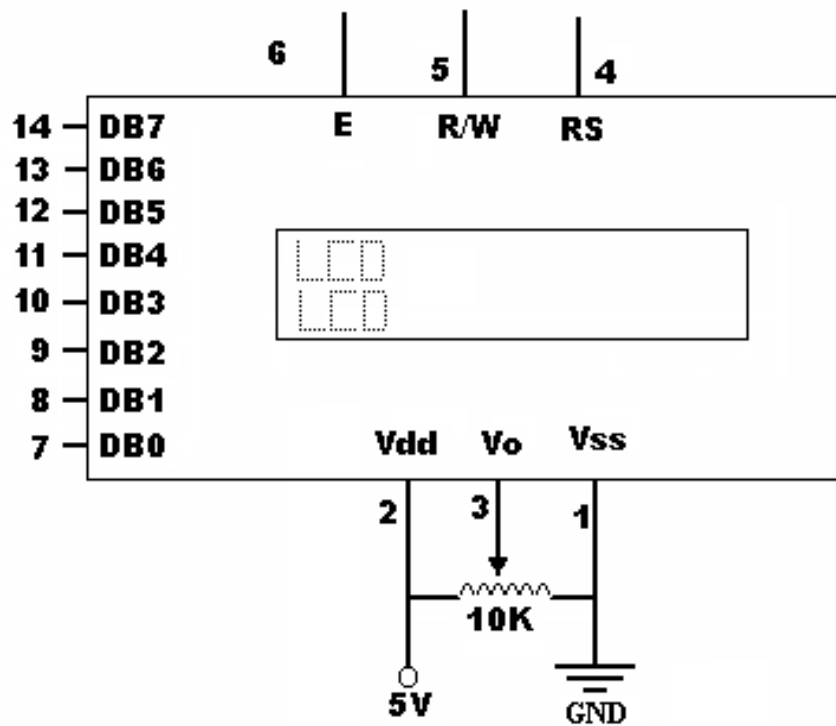 6 5 4
14 DB7 E R/W RS
13 DB6
12 DB5
11 DB4 LCD
10 DB3 LCD
9 DB2
8 DB1
7 DB0 Vdd Vo Vss
2 3 1
10K
5V GND